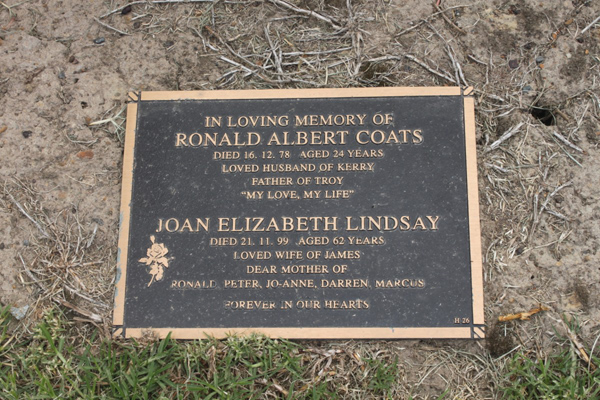 IN LOVING MEMORY OF
RONALD ALBERT COATS
DIED 16. 12. 78 AGED 24 YEARS
LOVED HUSBAND OF KERRY
FATHER OF TROY
"MY LOVE, MY LIFE"
JOAN ELIZABETH LINDSAY
DIED 21. 11. 99 AGED 62 YEARS
LOVED WIFE OF JAMES
DEAR MOTHER OF
RONALD, PETER, JO-ANNE, DARREN, MARCUS
FOREVER IN OUR HEARTS
H 26